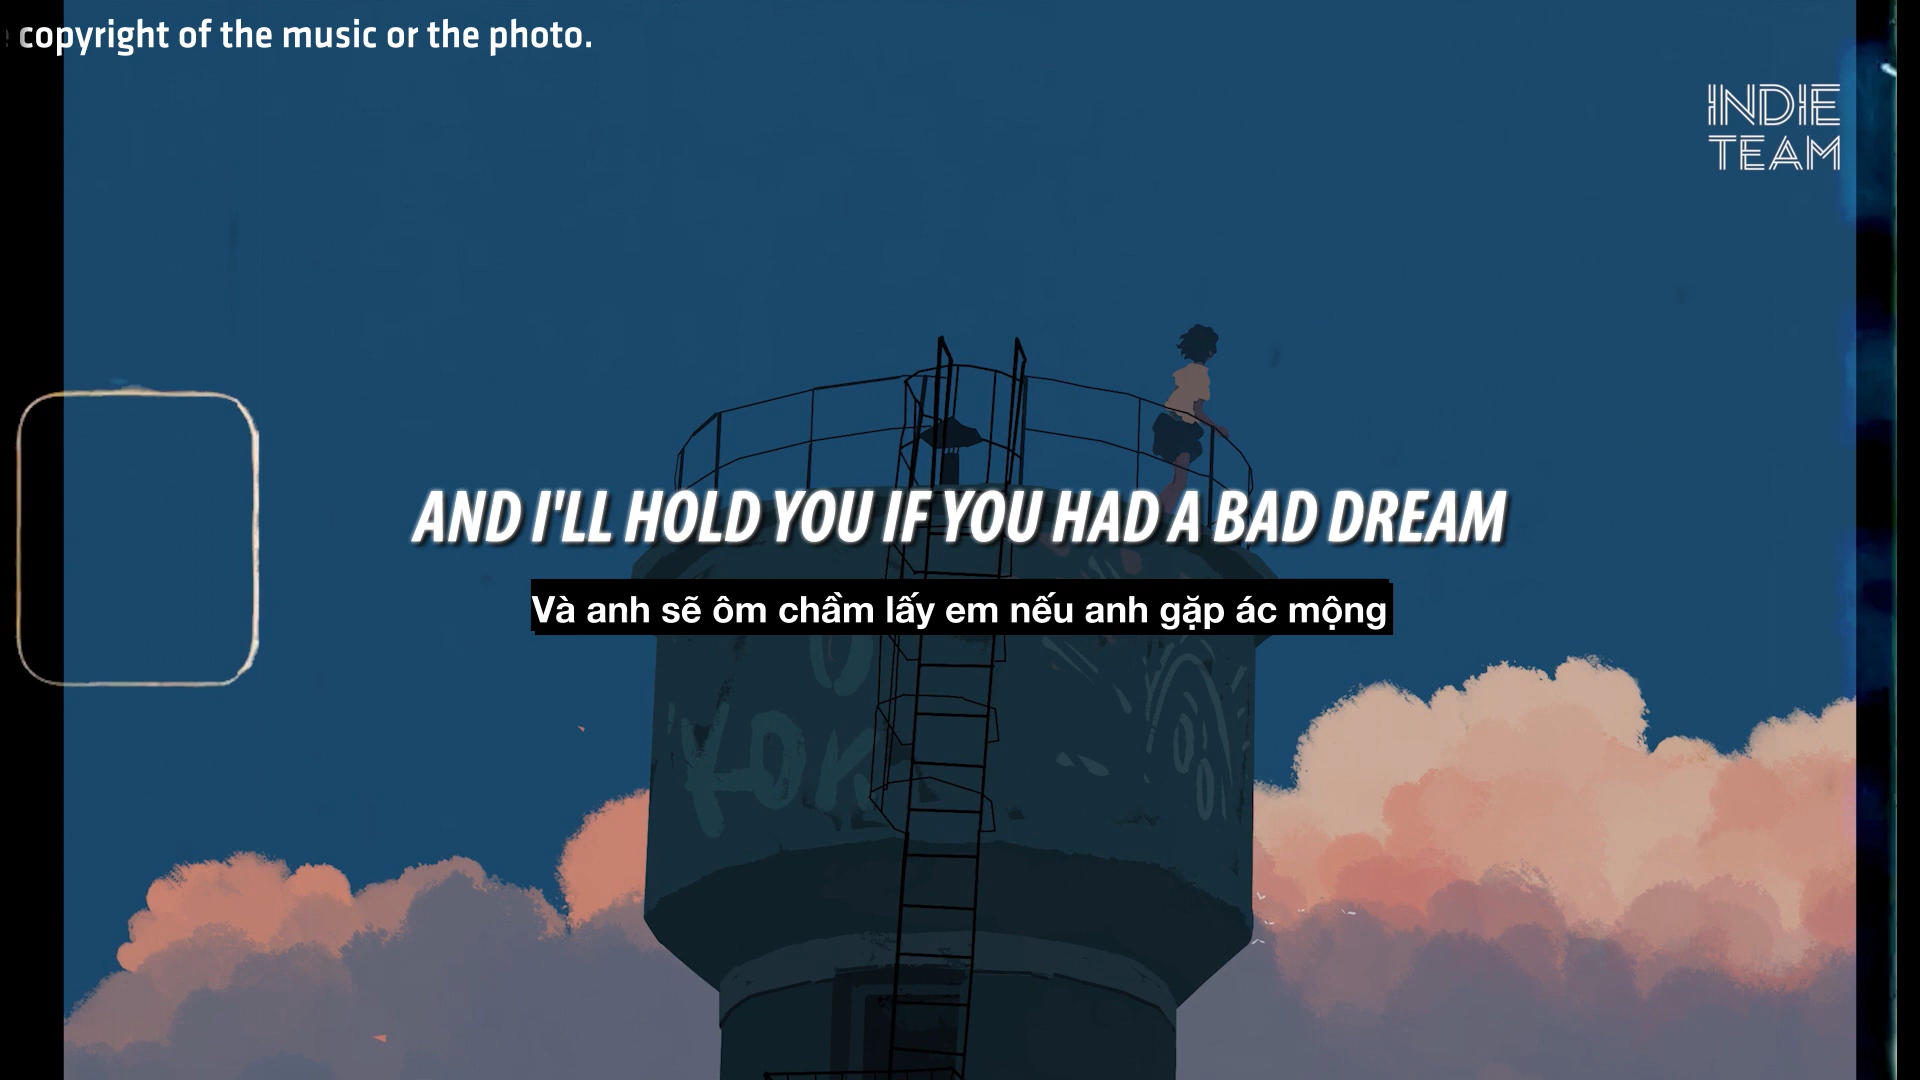 copyright of the music or the photo.
INDIE
TEAM
AND I'LL HOLD YOU IF YOU HAD A BAD DREAM
Và anh sẽ ôm chầm lấy em nếu anh gặp ác mộng